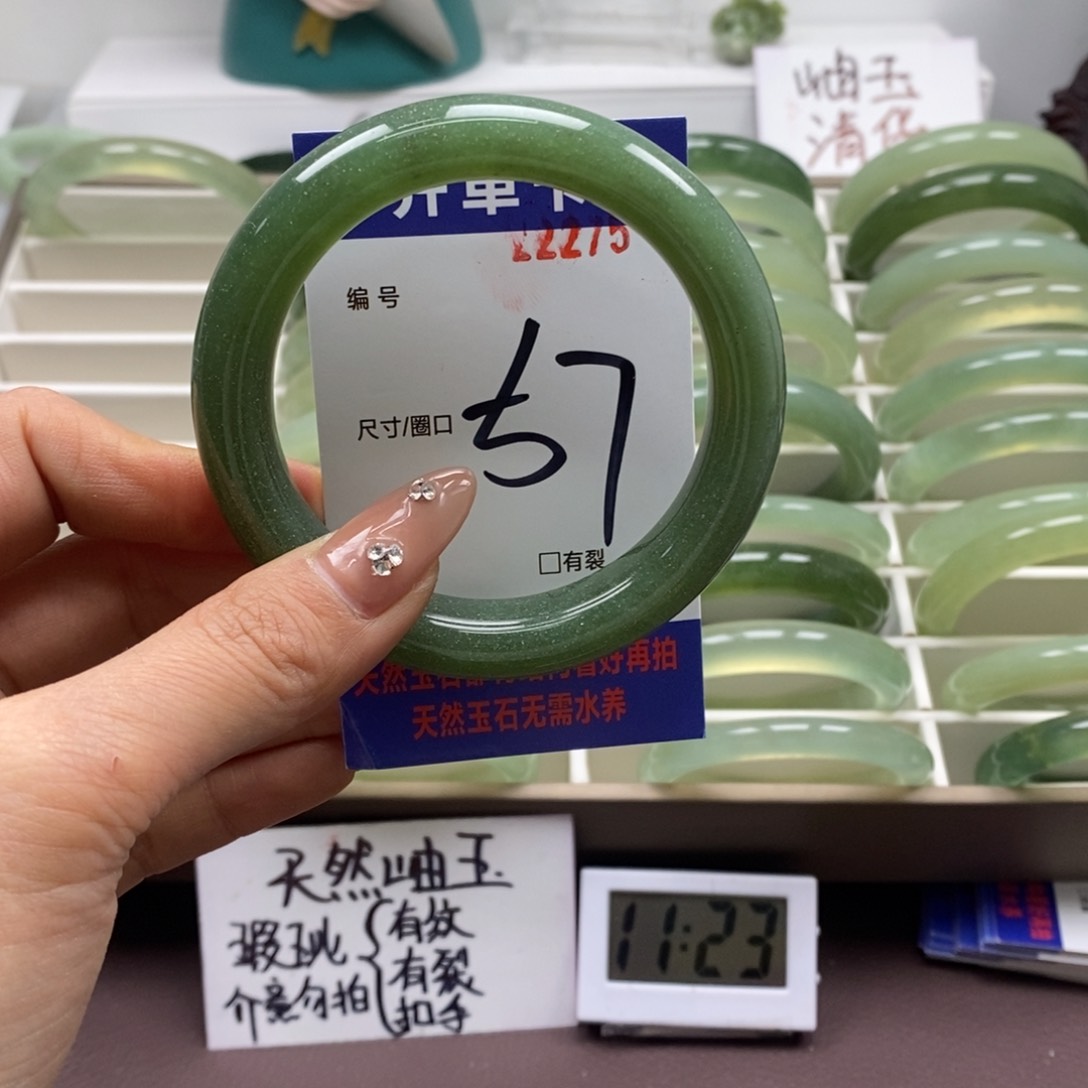 岫玉
清货
开单卡
22275
编号
尺寸/圈口
57
□有裂
天然玉石无需水养
天然岫玉
瑕玼
介意勿拍
有纹
有裂
扣手
11:23